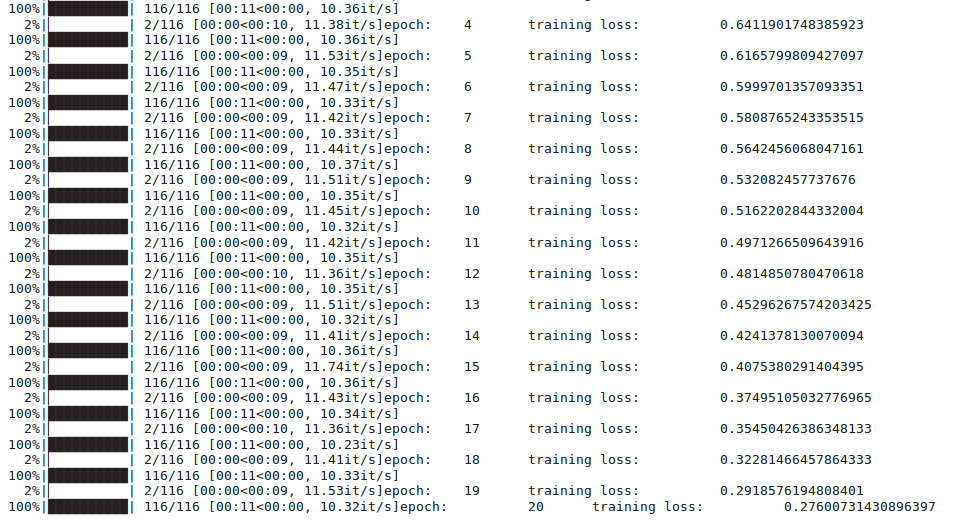 100%| | 116/116 [00:11<00:00, 10.36it/s]
2%| | 2/116 [00:00<00:10, 11.38it/s]epoch: 4 training loss: 0.6411901748385923
100%| | 116/116 [00:11<00:00, 10.36it/s]
2%| | 2/116 [00:00<00:09, 11.53it/s]epoch: 5 training loss: 0.6165799809427097
100%| | 116/116 [00:11<00:00, 10.35it/s]
2%| | 2/116 [00:00<00:09, 11.47it/s]epoch: 6 training loss: 0.5999701357093351
100%| | 116/116 [00:11<00:00, 10.33it/s]
2%| | 2/116 [00:00<00:09, 11.42it/s]epoch: 7 training loss: 0.5808765243353515
100%| | 116/116 [00:11<00:00, 10.33it/s]
2%| | 2/116 [00:00<00:09, 11.44it/s]epoch: 8 training loss: 0.5642456068047161
100%| | 116/116 [00:11<00:00, 10.37it/s]
2%| | 2/116 [00:00<00:09, 11.51it/s]epoch: 9 training loss: 0.532082457737676
100%| | 116/116 [00:11<00:00, 10.35it/s]
2%| | 2/116 [00:00<00:09, 11.45it/s]epoch: 10 training loss: 0.5162202844332004
100%| | 116/116 [00:11<00:00, 10.32it/s]
2%| | 2/116 [00:00<00:09, 11.42it/s]epoch: 11 training loss: 0.4971266509643916
100%| | 116/116 [00:11<00:00, 10.35it/s]
2%| | 2/116 [00:00<00:10, 11.36it/s]epoch: 12 training loss: 0.4814850780470618
100%| | 116/116 [00:11<00:00, 10.35it/s]
2%| | 2/116 [00:00<00:09, 11.51it/s]epoch: 13 training loss: 0.45296267574203425
100%| | 116/116 [00:11<00:00, 10.32it/s]
2%| | 2/116 [00:00<00:09, 11.41it/s]epoch: 14 training loss: 0.4241378130070094
100%| | 116/116 [00:11<00:00, 10.36it/s]
2%| | 2/116 [00:00<00:09, 11.74it/s]epoch: 15 training loss: 0.4075380291404395
100%| | 116/116 [00:11<00:00, 10.36it/s]
2%| | 2/116 [00:00<00:09, 11.43it/s]epoch: 16 training loss: 0.37495105032776965
100%| | 116/116 [00:11<00:00, 10.34it/s]
2%| | 2/116 [00:00<00:10, 11.36it/s]epoch: 17 training loss: 0.35450426386348133
100%| | 116/116 [00:11<00:00, 10.23it/s]
2%| | 2/116 [00:00<00:09, 11.41it/s]epoch: 18 training loss: 0.32281466457864333
100%| | 116/116 [00:11<00:00, 10.33it/s]
2%| | 2/116 [00:00<00:09, 11.53it/s]epoch: 19 training loss: 0.2918576194808401
100%| | 116/116 [00:11<00:00, 10.32it/s]epoch: 20 training loss: 0.27600731430896397